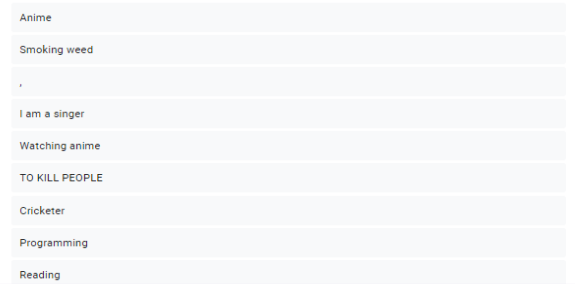 Anime
Smoking weed
,
I am a singer
Watching anime
TO KILL PEOPLE
Cricketer
Programming
Reading